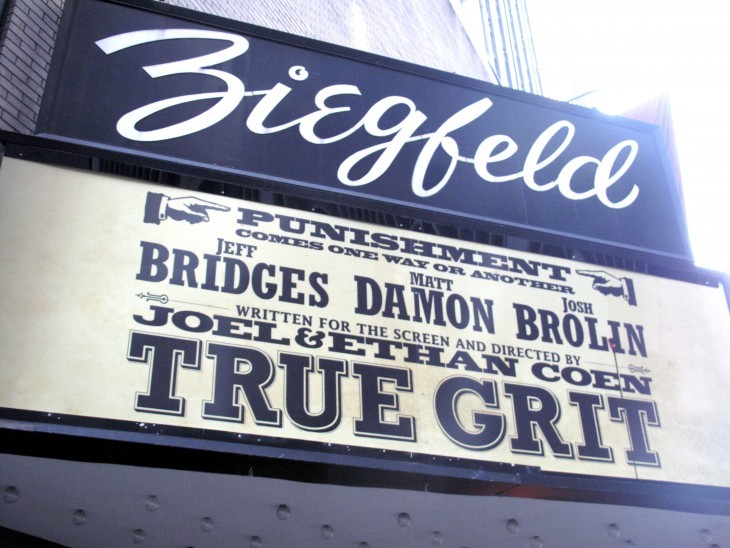 Ziegfeld
PUNISHMENT
COMES ONE WAY OR ANOTHER
JEFF BRIDGES
MATT DAMON
JOSH BROLIN
WRITTEN FOR THE SCREEN AND DIRECTED BY
JOEL & ETHAN COEN
TRUE GRIT